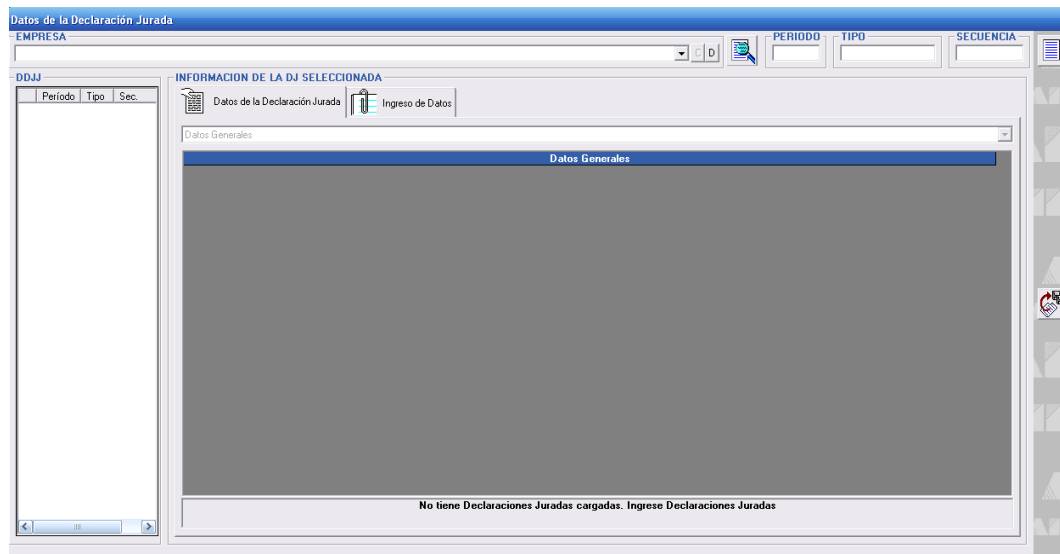 Datos de la Declaración Jurada
EMPRESA
C D
PERIODO
TIPO
SECUENCIA
DDJJ
Período Tipo Sec.
INFORMACION DE LA DJ SELECCIONADA
Datos de la Declaración Jurada
Ingreso de Datos
Datos Generales
Datos Generales
No tiene Declaraciones Juradas cargadas. Ingrese Declaraciones Juradas